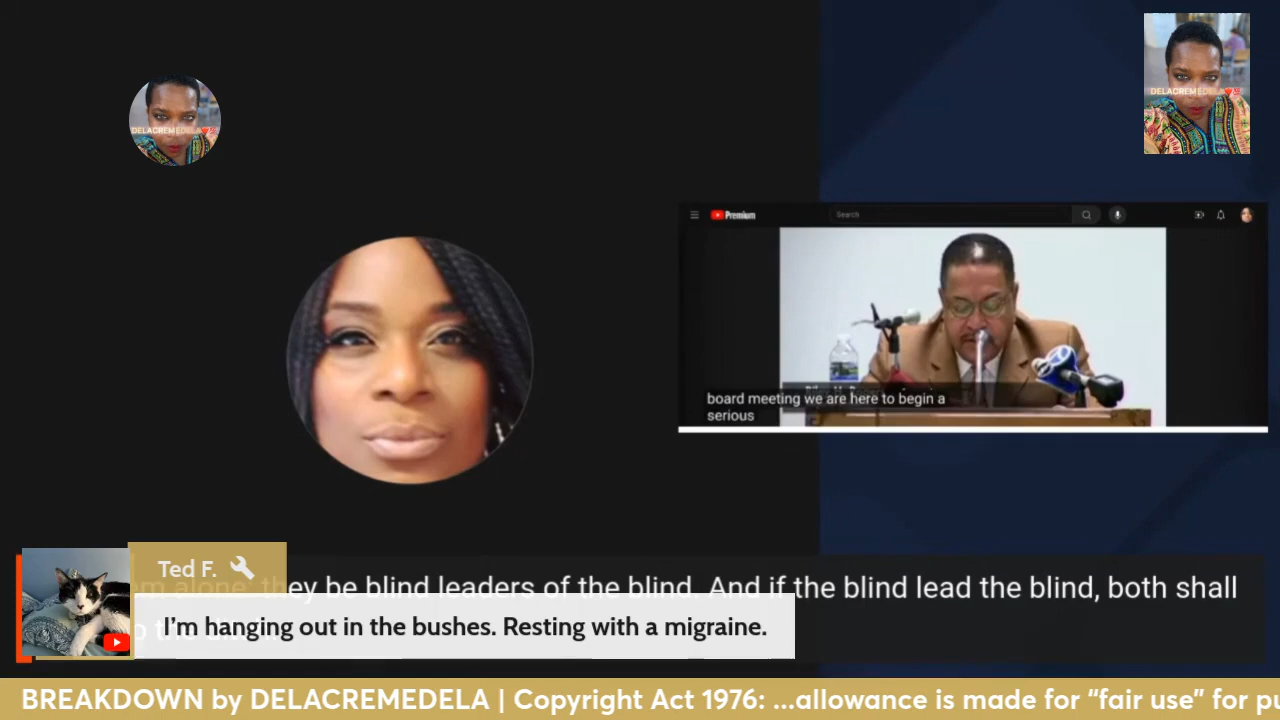 DELACREMEDELA
DELACREMEDELA
Premium
Search
board meeting we are here to begin a
serious
Ted F.
alone: they be blind leaders of the blind. And if the blind lead the blind, both shall
I'm hanging out in the bushes. Resting with a migraine.
BREAKDOWN by DELACREMEDELA | Copyright Act 1976: ...allowance is made for “fair use” for pu